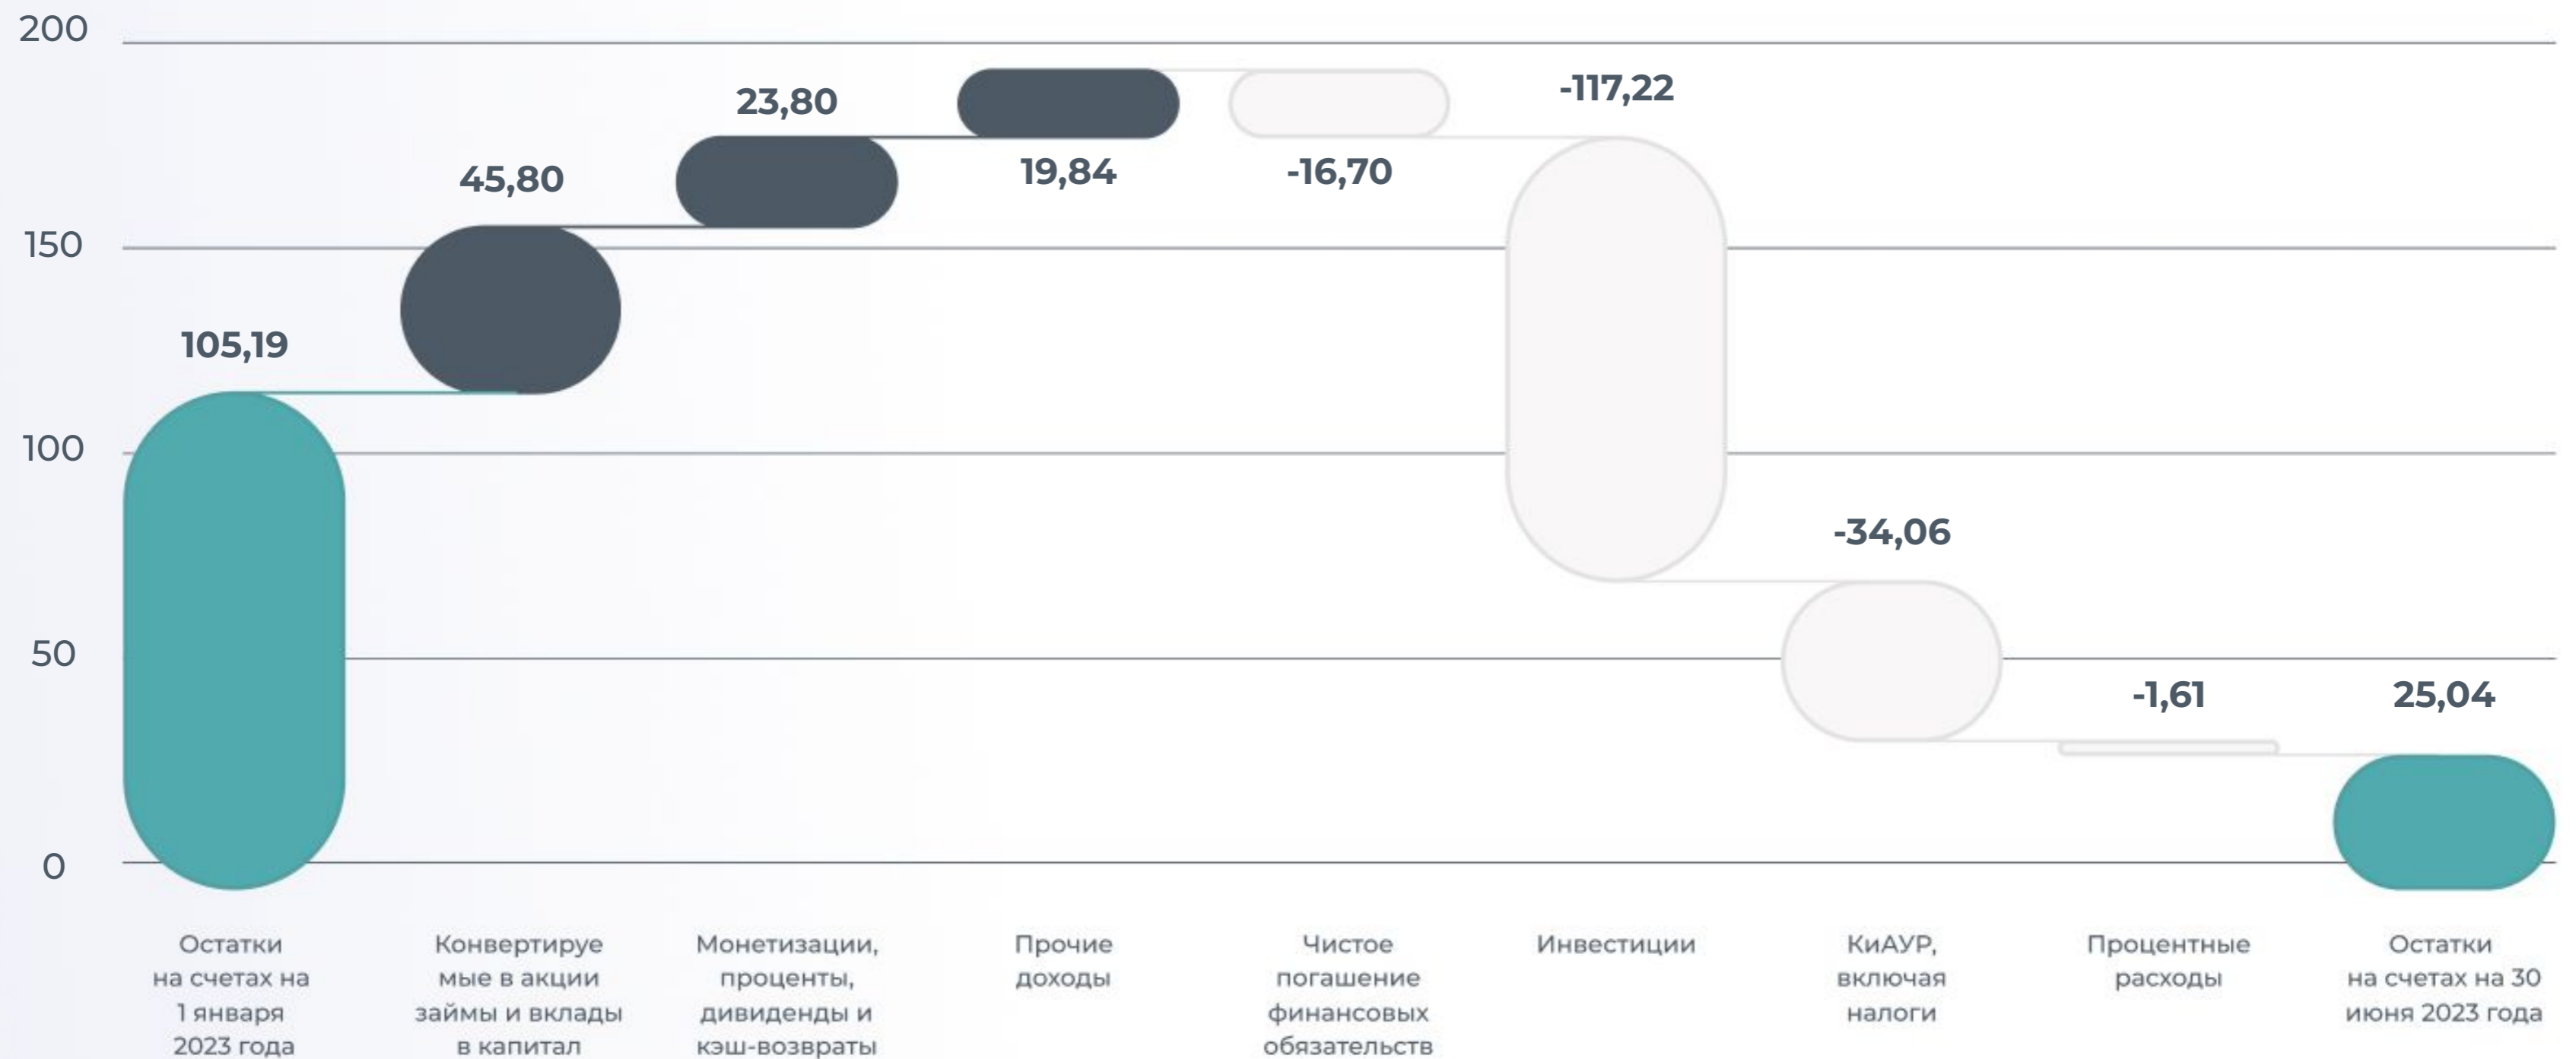 200
150
100
50
0
105,19
45,80
23,80
19,84
-16,70
-117,22
-34,06
-1,61
25,04
Остатки
на счетах на
1 января
2023 года
Конвертируе
мые в акции
займы и вклады
в капитал
Монетизации,
проценты,
дивиденды и
кэш-возвраты
Прочие
доходы
Чистое
погашение
финансовых
обязательств
Инвестиции
КиАУР,
включая
налоги
Процентные
расходы
Остатки
на счетах на 30
июня 2023 года